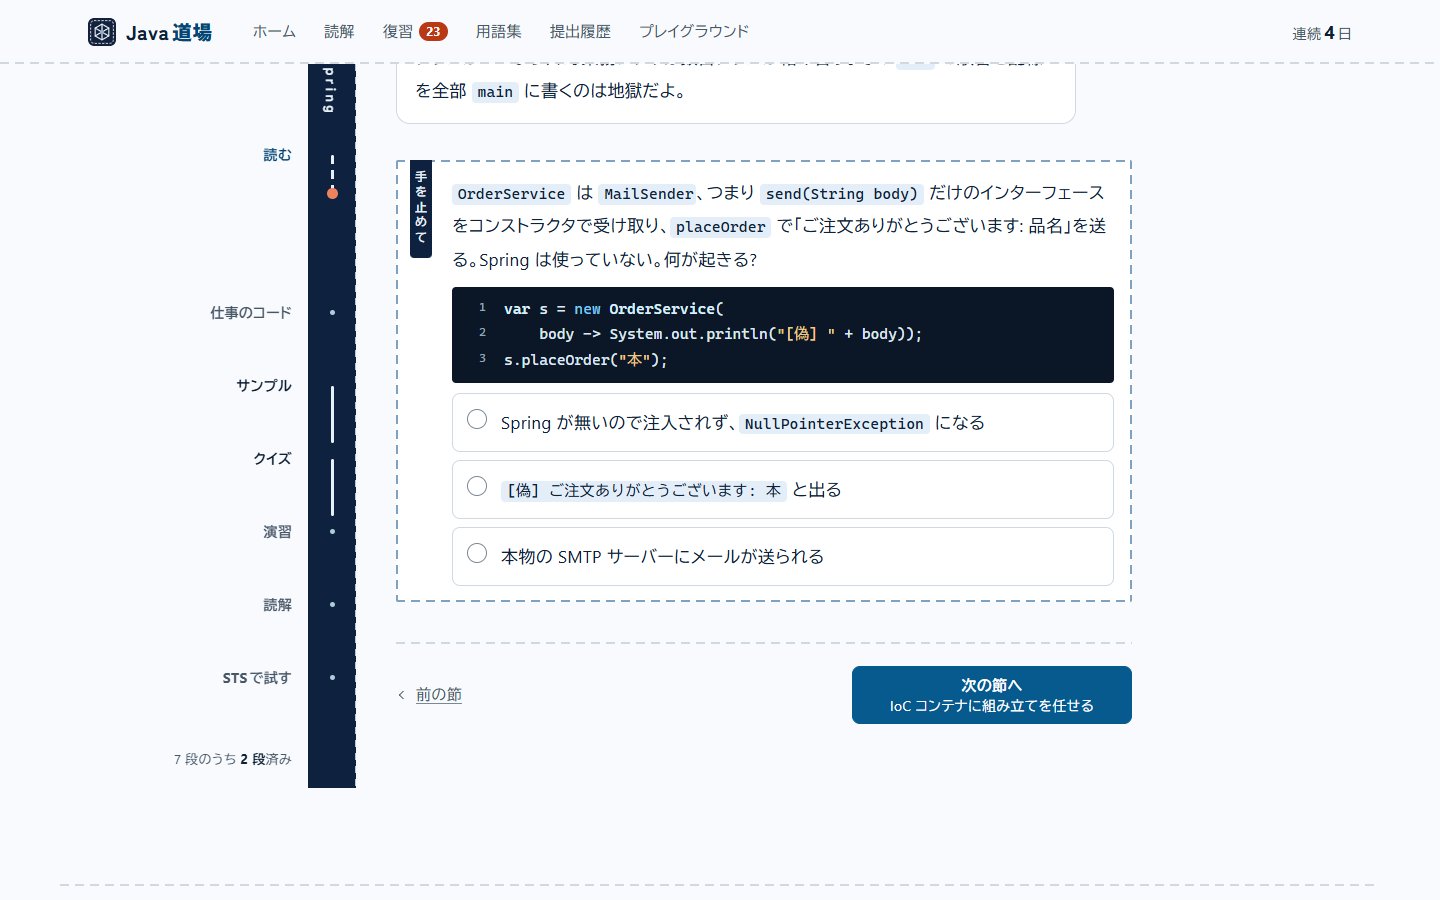 Java 道場
ホーム
読解
復習 23
用語集
提出履歴
プレイグラウンド
連続 4 日
pring
読む
仕事のコード
サンプル
クイズ
演習
読解
STSで試す
7 段のうち 2 段済み
を全部 main に書くのは地獄だよ。
手を止めて
OrderService は MailSender、つまり send(String body) だけのインターフェース
をコンストラクタで受け取り、placeOrder で「ご注文ありがとうございます: 品名」を送
る。Spring は使っていない。何が起きる?
1 var s = new OrderService(
2 body -> System.out.println("[偽] " + body));
3 s.placeOrder("本");
Spring が無いので注入されず、NullPointerException になる
[偽] ご注文ありがとうございます: 本 と出る
本物の SMTP サーバーにメールが送られる
前の節
次の節へ
IoC コンテナに組み立てを任せる